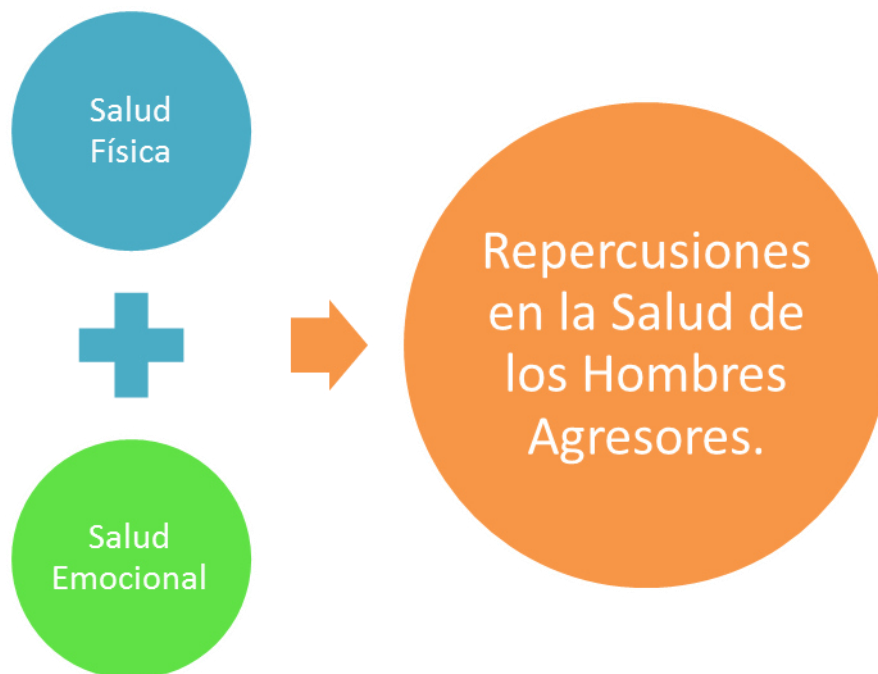 Salud
Física
Salud
Emocional
Repercusiones
en la Salud de
los Hombres
Agresores.